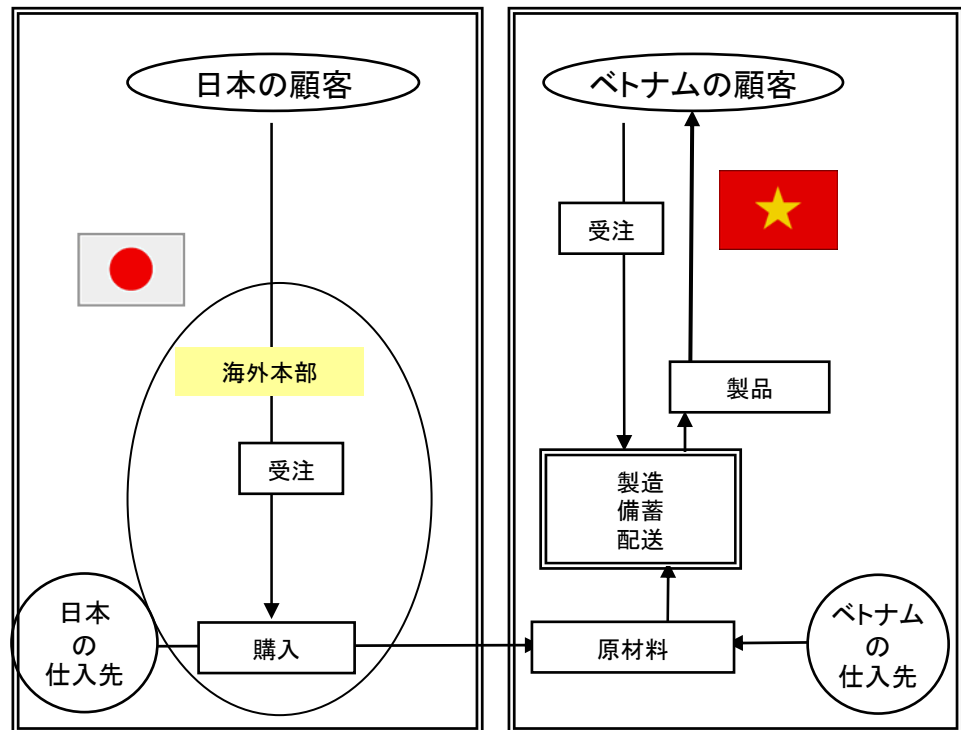 日本の顧客
海外本部
受注
購入
日本
の
仕入先
ベトナムの顧客
受注
製品
製造
備蓄
配送
原材料
ベトナム
の
仕入先